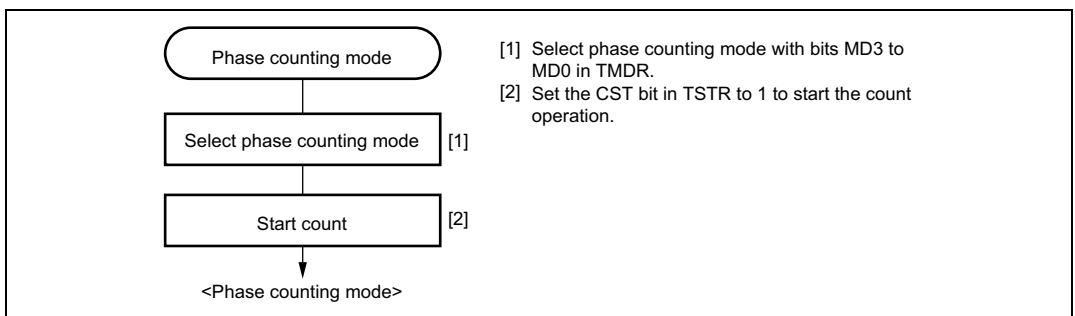 Phase counting mode
Select phase counting mode [1]
Start count [2]
<Phase counting mode>
[1] Select phase counting mode with bits MD3 to
MD0 in TMDR.
[2] Set the CST bit in TSTR to 1 to start the count
operation.